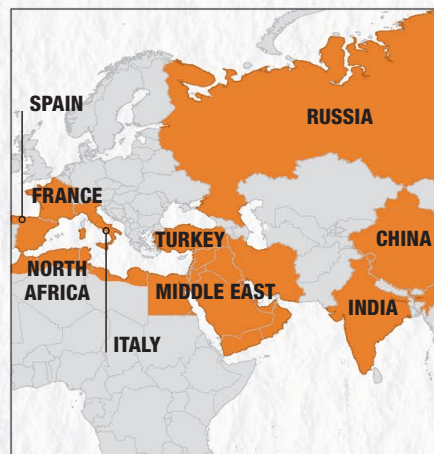 SPAIN
RUSSIA
FRANCE
TURKEY
CHINA
NORTH
AFRICA
MIDDLE EAST
INDIA
ITALY